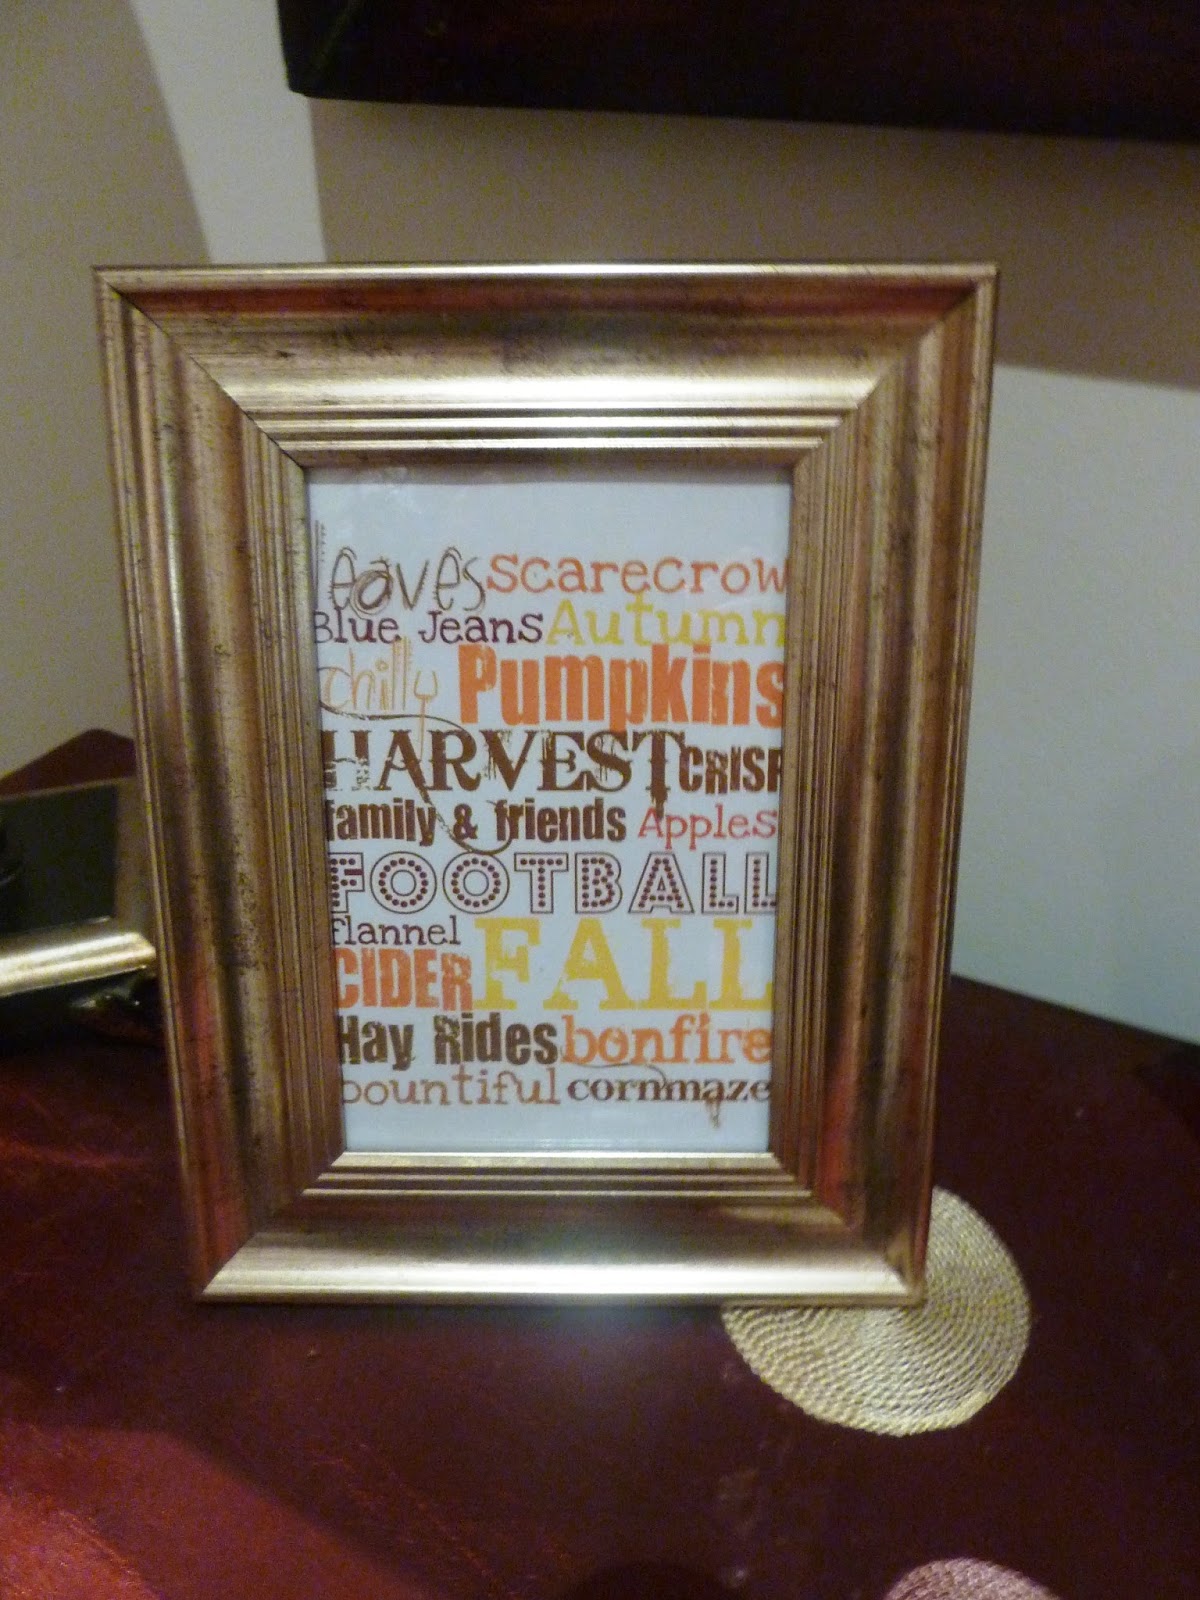 leaves scarecrow
Blue Jeans Autumn
chilly Pumpkins
HARVEST CRISP
family & friends Apples
FOOTBALL
flannel FALL
CIDER
Hay Rides bonfire
bountiful cornmaze